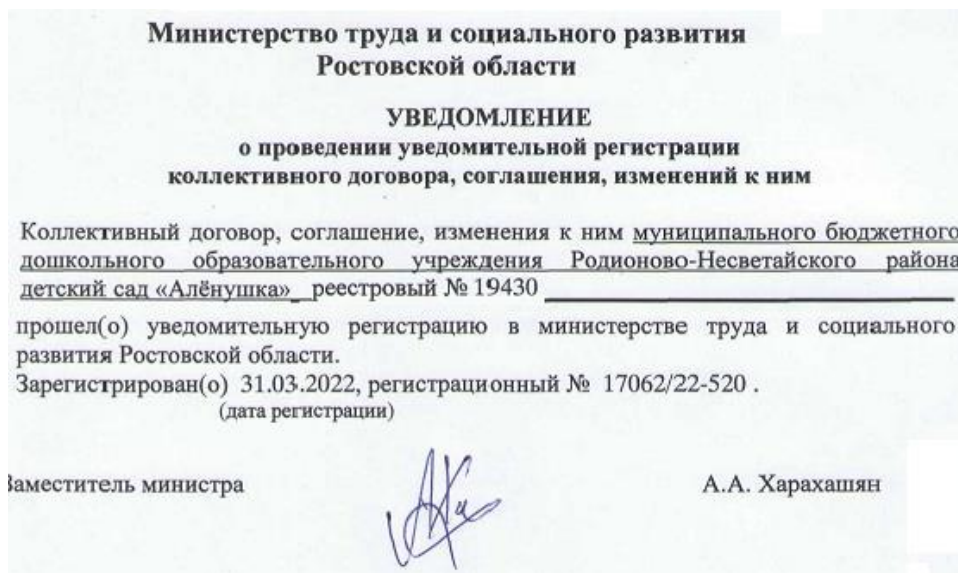 Министерство труда и социального развития
Ростовской области
УВЕДОМЛЕНИЕ
о проведении уведомительной регистрации
коллективного договора, соглашения, изменений к ним
Коллективный договор, соглашение, изменения к ним муниципального бюджетного
дошкольного образовательного учреждения Родионово-Несветайского района
детский сад «Алёнушка»_ реестровый № 19430
прошел(о) уведомительную регистрацию в министерстве труда и социального
развития Ростовской области.
Зарегистрирован(о) 31.03.2022, регистрационный № 17062/22-520 .
(дата регистрации)
Заместитель министра А.А. Харахашян